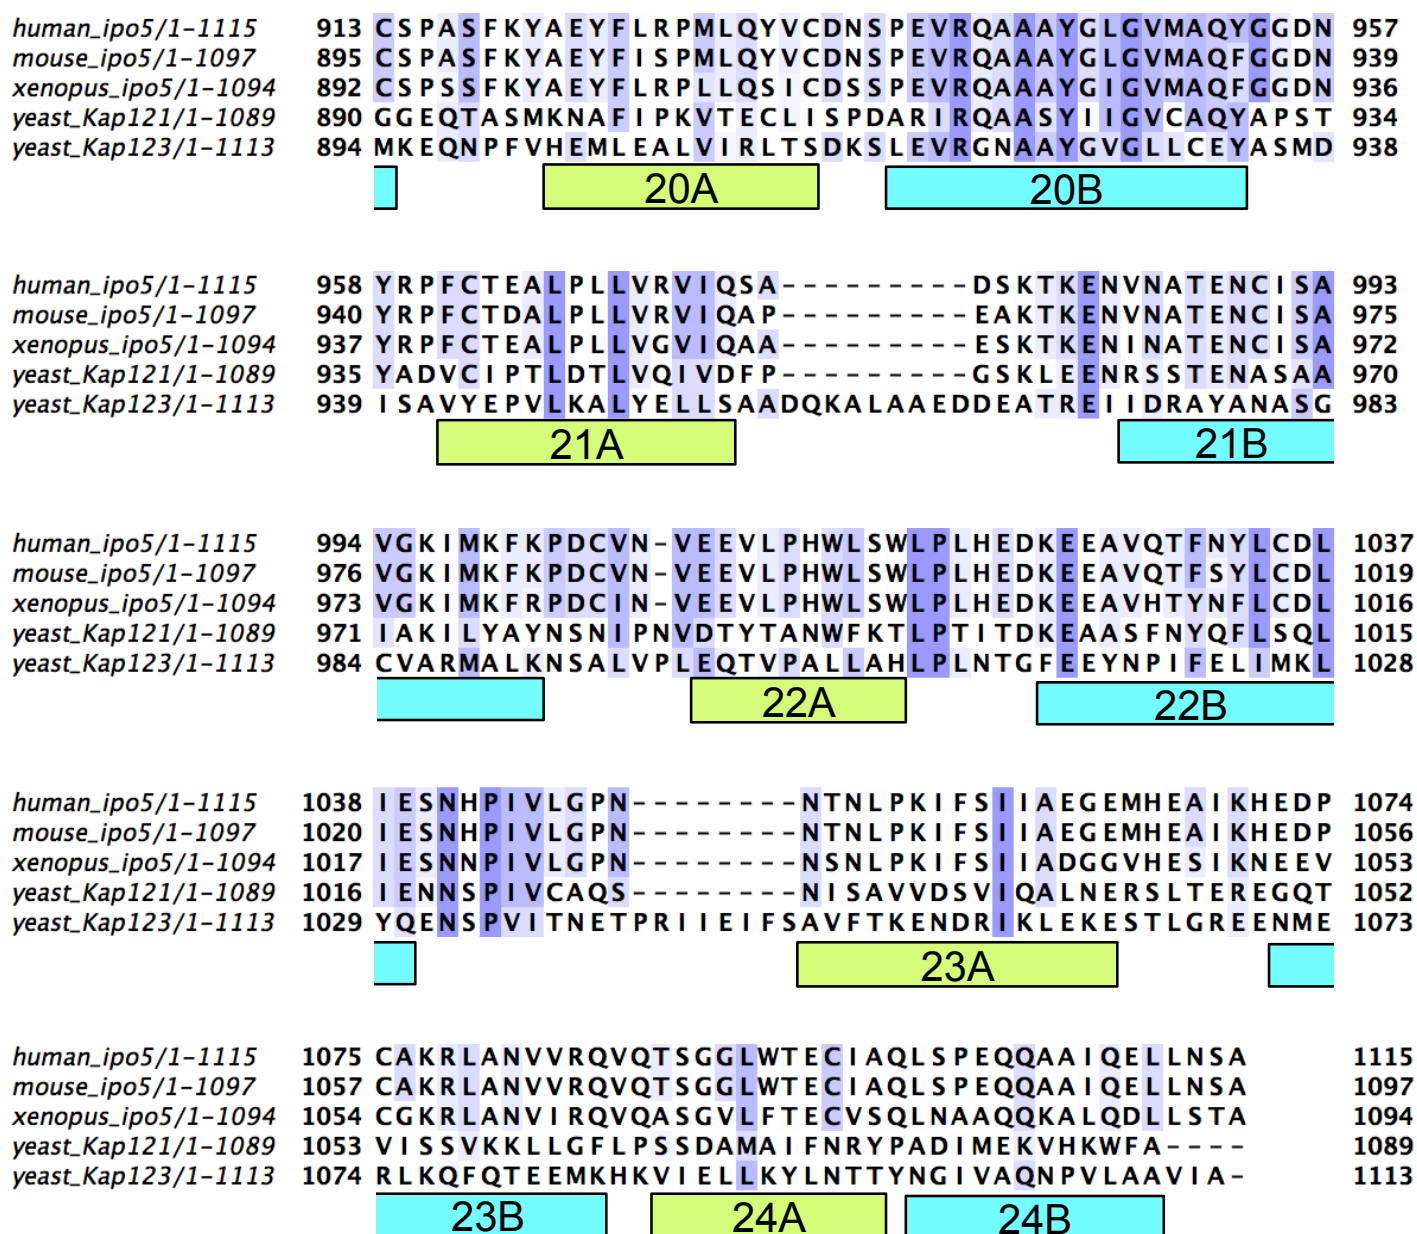 human_ipo5/1-1115 913 CSPASFKYAEYFLRPMLQYVCDNSPEVRQAAAYGLGVMAQYGGDN 957
mouse_ipo5/1-1097 895 CSPASFKYAEYFISPMLQYVCDNSPEVRQAAAYGLGVMAQFGGDN 939
xenopus_ipo5/1-1094 892 CSPSSFKYAEYFLRPLLQSICDSSPEVRQAAAYGIGVMAQFGGDN 936
yeast_Kap121/1-1089 890 GGEQTASMKNAFIPKVTECLISPDARIRQAASYIIGVCAQYAPST 934
yeast_Kap123/1-1113 894 MKEQNPFVHEMLEALVIRLTSDKSLEVRGNAAYGVGLLCEYASMD 938
20A 20B
human_ipo5/1-1115 958 YRPFCTEALPLLVRVIQSA---------DSKTKENVNATENCISA 993
mouse_ipo5/1-1097 940 YRPFCTDALPLLVRVIQAP---------EAKTKENVNATENCISA 975
xenopus_ipo5/1-1094 937 YRPFCTEALPLLVGVIQAA---------ESKTKENINATENCISA 972
yeast_Kap121/1-1089 935 YADVCIPTLDTLVQIVDFP---------GSKLEENRSSTENASAA 970
yeast_Kap123/1-1113 939 ISAVYEPVLKALYELLSAADQKALAAEDDEATREIIDRAYANASG 983
21A 21B
human_ipo5/1-1115 994 VGKIMKFKPDCVN-VEEVLPHWLSWLPLHEDKEEAVQTFNYLCDL 1037
mouse_ipo5/1-1097 976 VGKIMKFKPDCVN-VEEVLPHWLSWLPLHEDKEEAVQTFSYLCDL 1019
xenopus_ipo5/1-1094 973 VGKIMKFRPDCIN-VEEVLPHWLSWLPLHEDKEEAVHTYNFLCDL 1016
yeast_Kap121/1-1089 971 IAKILYAYNSNIPNVDTYTANWFKTLPTITDKEAASFNYQFLSQL 1015
yeast_Kap123/1-1113 984 CVARMALKNSALVPLEQTVPALLAHLPLNTGFEEYNPIFELIMKL 1028
22A 22B
human_ipo5/1-1115 1038 IESNHPIVLGPN--------NTNLPKIFSIIAEGEMHEAIKHEDP 1074
mouse_ipo5/1-1097 1020 IESNHPIVLGPN--------NTNLPKIFSIIAEGEMHEAIKHEDP 1056
xenopus_ipo5/1-1094 1017 IESNNPIVLGPN--------NSNLPKIFSIIADGGVHESIKNEEV 1053
yeast_Kap121/1-1089 1016 IENNSPIVCAQS--------NISAVVDSVIQALNERSLTEREGQT 1052
yeast_Kap123/1-1113 1029 YQENSPVITNETPRIIEIFSAVFTKENDRIKLEKESTLGREENME 1073
23A
human_ipo5/1-1115 1075 CAKRLANVVRQVQTSGGLWTECIAQLSPEQQAAIQELLNSA 1115
mouse_ipo5/1-1097 1057 CAKRLANVVRQVQTSGGLWTECIAQLSPEQQAAIQELLNSA 1097
xenopus_ipo5/1-1094 1054 CGKRLANVIRQVQASGVLFTECVSQLNAAQQKALQDLLSTA 1094
yeast_Kap121/1-1089 1053 VISSVKKLLGFLPSSDAMAIFNRYPADIMEKVHKWFA---- 1089
yeast_Kap123/1-1113 1074 RLKQFQTEEMKHKVIELLKYLNTTYNGIVAQNPVLAAVIA- 1113
23B 24A 24B